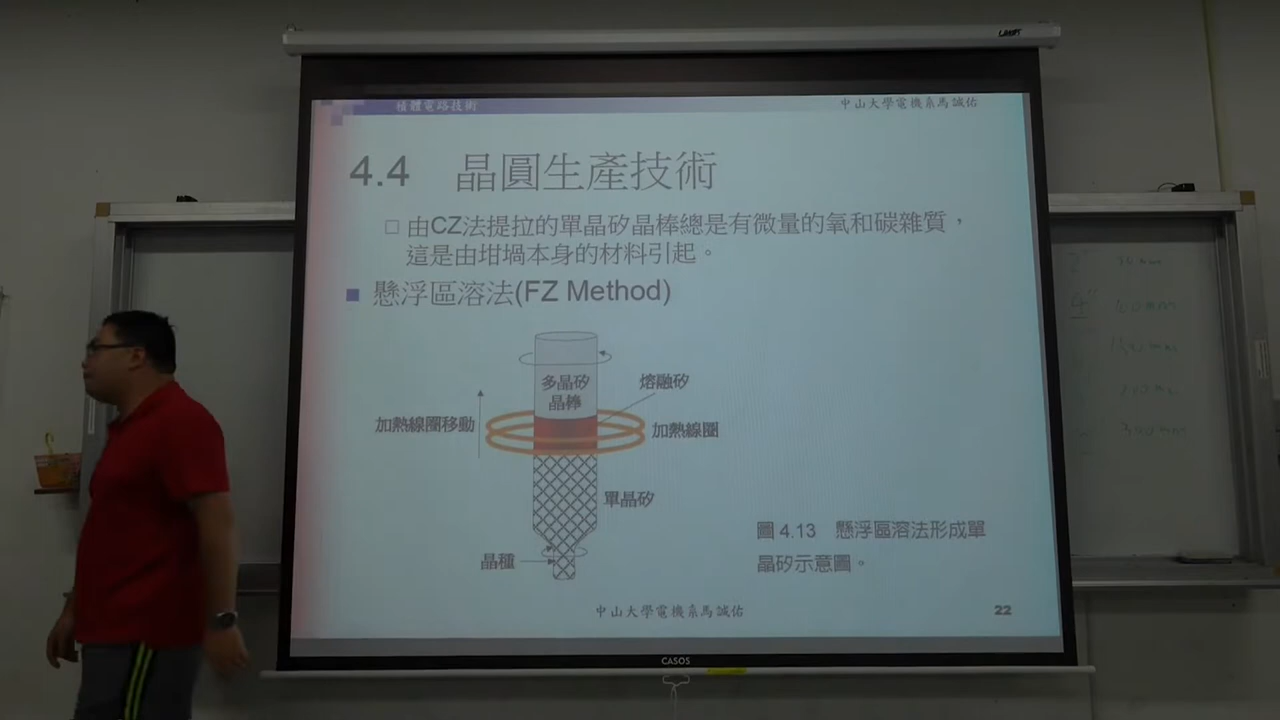 積體電路技術
中山大學電機系馬誠佑
4.4 晶圓生產技術
由CZ法提拉的單晶矽晶棒總是有微量的氧和碳雜質，
這是由坩堝本身的材料引起。
懸浮區溶法(FZ Method)
多晶矽
晶棒
熔融矽
加熱線圈移動
加熱線圈
單晶矽
晶種
圖 4.13 懸浮區溶法形成單
晶矽示意圖。
中山大學電機系馬誠佑
22
CASOS
4"